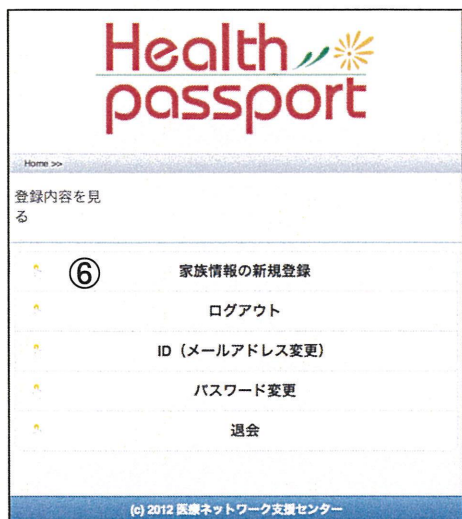 Health
passport
Home >>
登録内容を見
る
⑥
家族情報の新規登録
ログアウト
ID（メールアドレス変更）
パスワード変更
退会
(c) 2012 医療ネットワーク支援センター